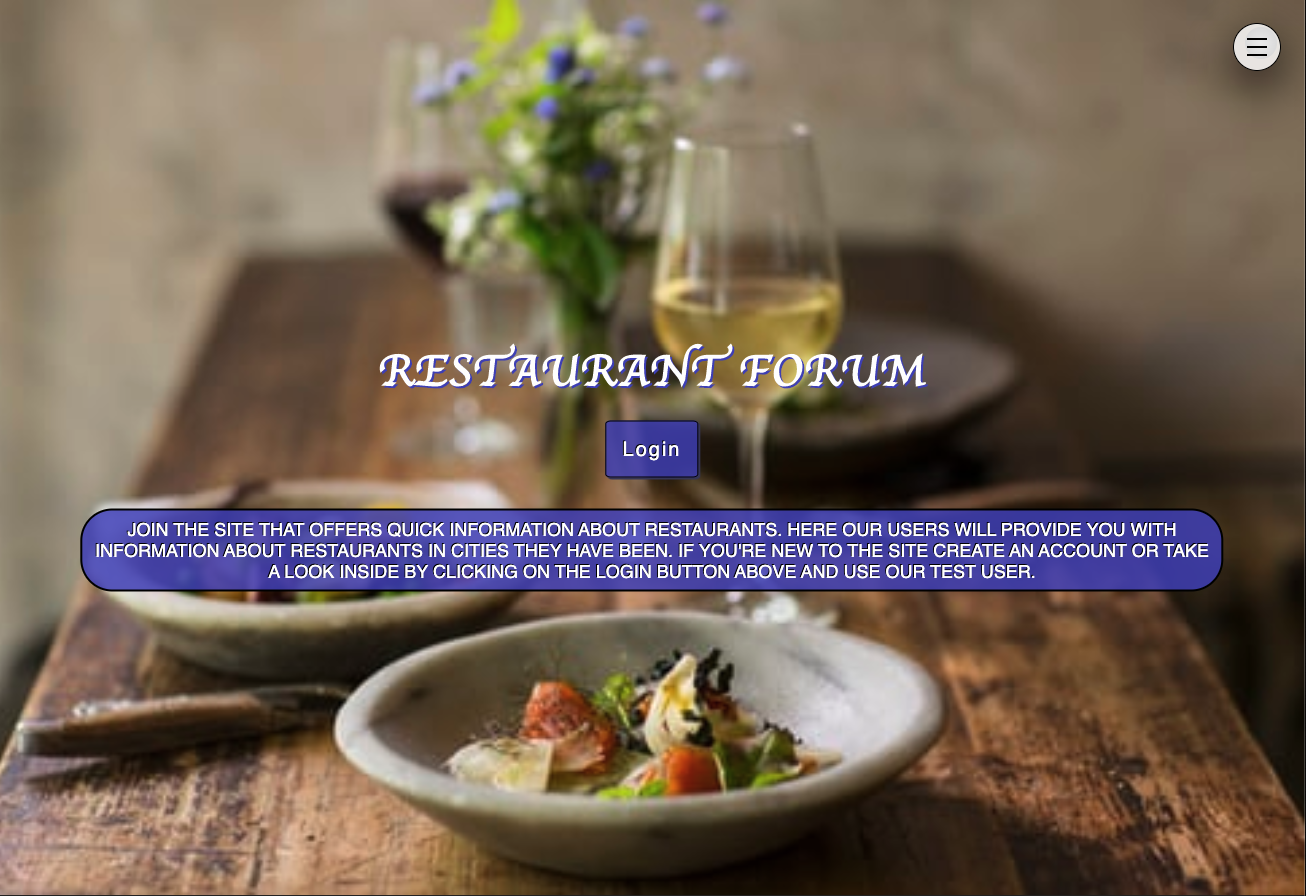 RESTAURANT FORUM
Login
JOIN THE SITE THAT OFFERS QUICK INFORMATION ABOUT RESTAURANTS. HERE OUR USERS WILL PROVIDE YOU WITH
INFORMATION ABOUT RESTAURANTS IN CITIES THEY HAVE BEEN. IF YOU'RE NEW TO THE SITE CREATE AN ACCOUNT OR TAKE
A LOOK INSIDE BY CLICKING ON THE LOGIN BUTTON ABOVE AND USE OUR TEST USER.